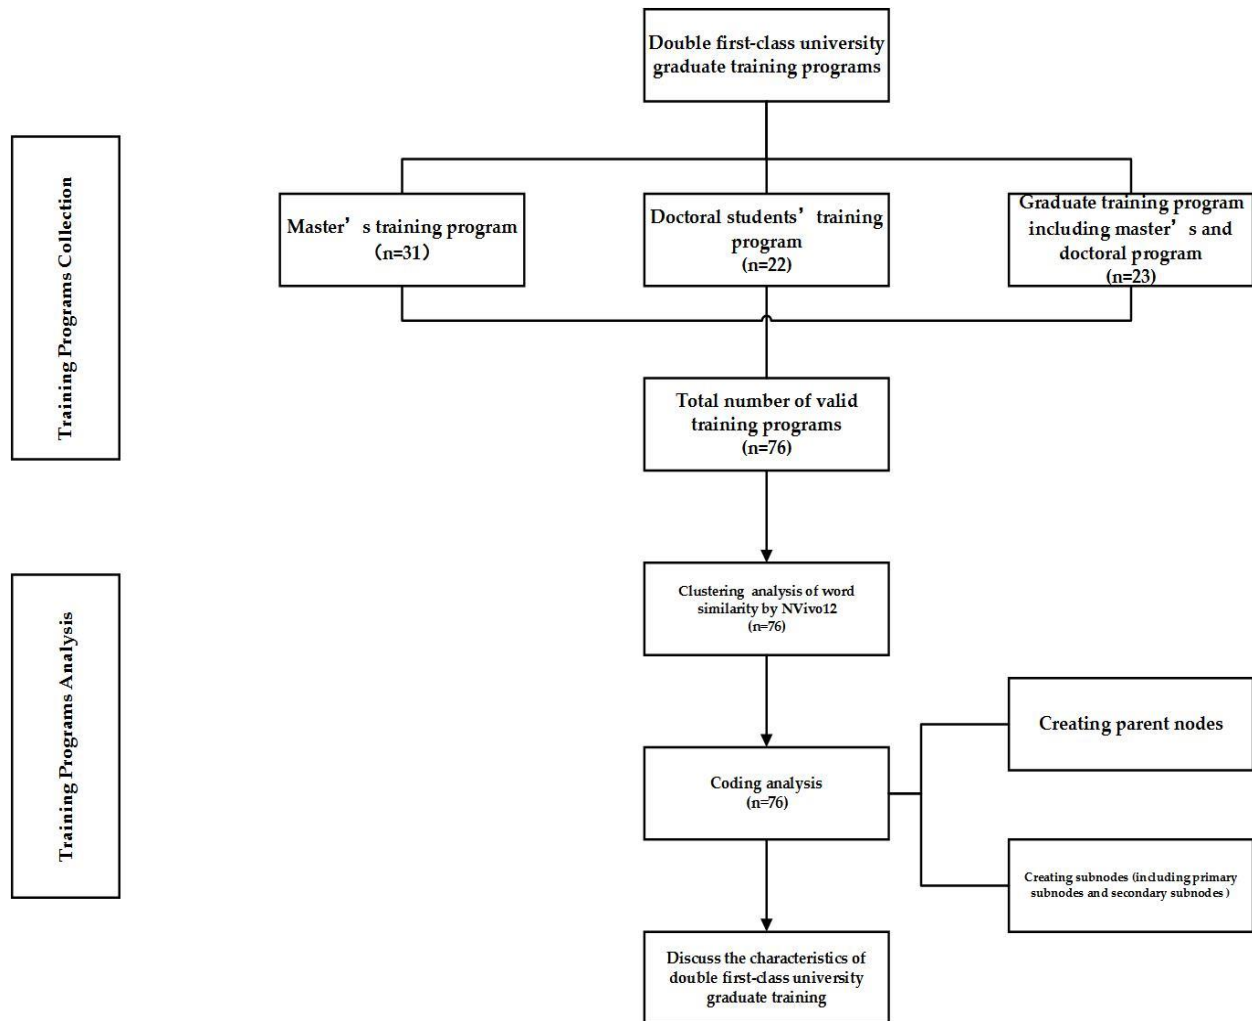 Double first-class university
graduate training programs
Training Programs Collection
Master’s training program
（n=31）
Doctoral students’ training
program
(n=22)
Graduate training program
including master’s and
doctoral program
(n=23)
Total number of valid
training programs
(n=76)
Training Programs Analysis
Clustering analysis of word
similarity by NVivo12
(n=76)
Creating parent nodes
Coding analysis
(n=76)
Creating subnodes (including primary
subnodes and secondary subnodes )
Discuss the characteristics of
double first-class university
graduate training